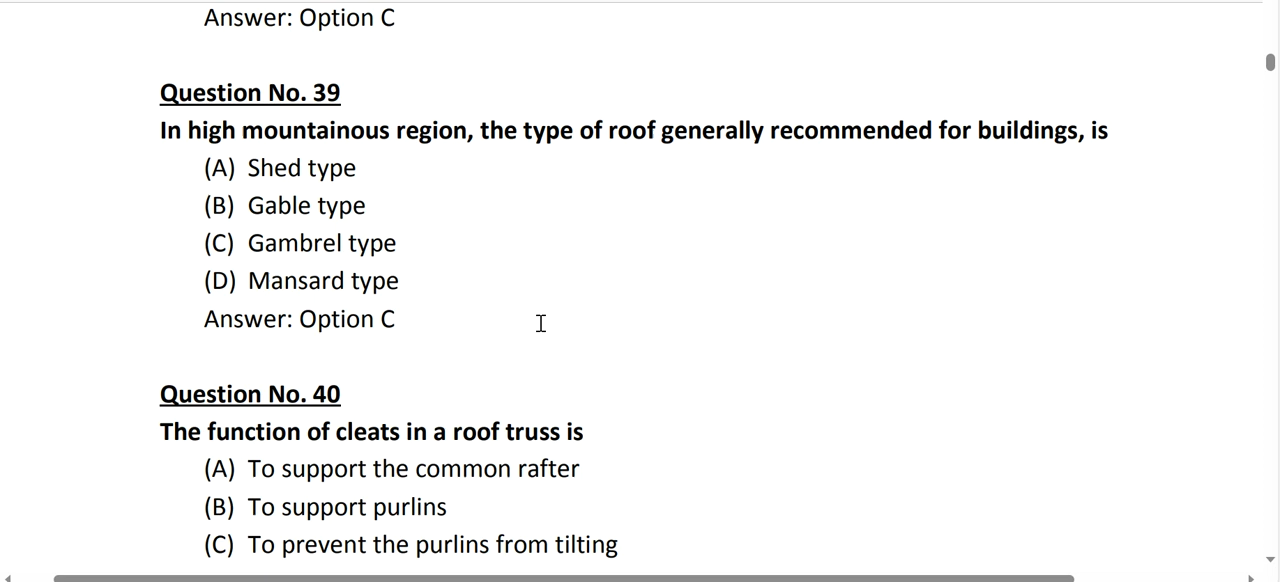 Answer: Option C
Question No. 39
In high mountainous region, the type of roof generally recommended for buildings, is
(A) Shed type
(B) Gable type
(C) Gambrel type
(D) Mansard type
Answer: Option C
Question No. 40
The function of cleats in a roof truss is
(A) To support the common rafter
(B) To support purlins
(C) To prevent the purlins from tilting